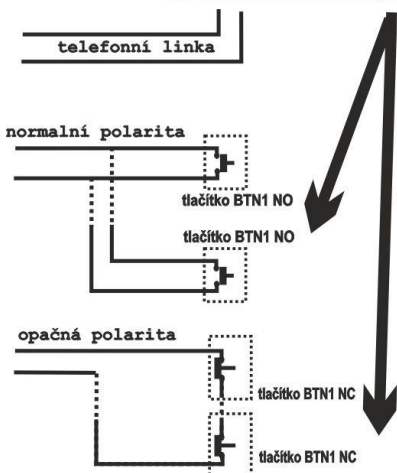 telefonní linka
normalní polarita
tlačítko BTN1 NO
tlačítko BTN1 NO
opačná polarita
tlačítko BTN1 NC
tlačítko BTN1 NC